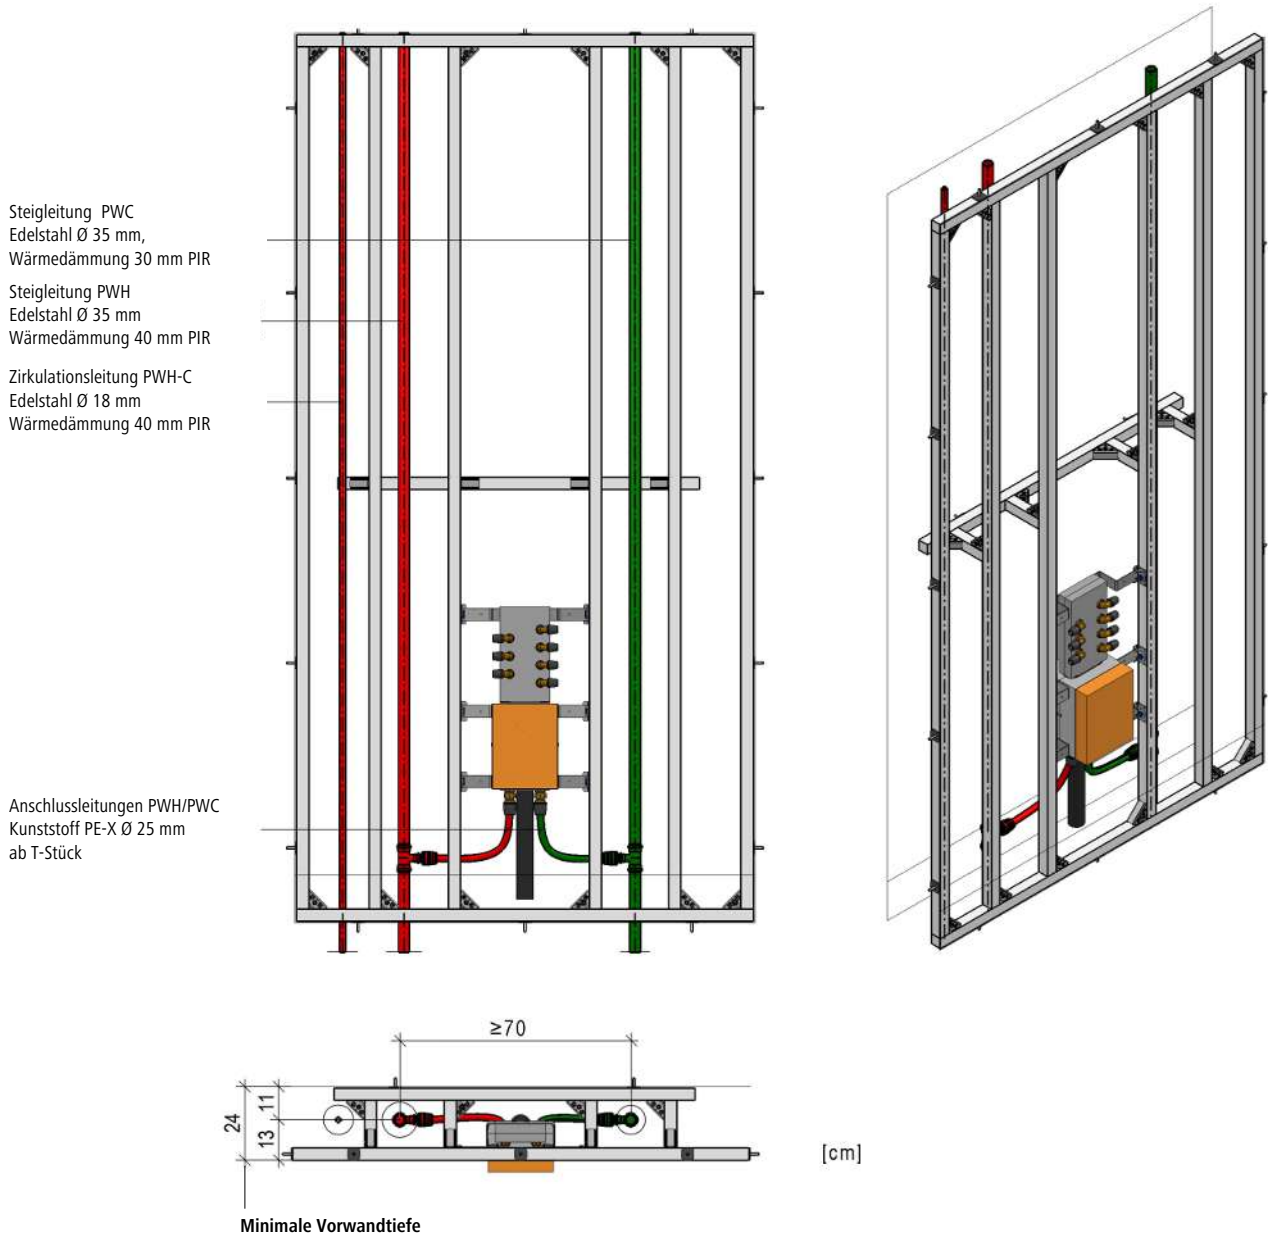 Steigleitung PWC
Edelstahl Ø 35 mm,
Wärmedämmung 30 mm PIR
Steigleitung PWH
Edelstahl Ø 35 mm
Wärmedämmung 40 mm PIR
Zirkulationsleitung PWH-C
Edelstahl Ø 18 mm
Wärmedämmung 40 mm PIR
Anschlussleitungen PWH/PWC
Kunststoff PE-X Ø 25 mm
ab T-Stück
≥70
24
11
13
[cm]
Minimale Vorwandtiefe